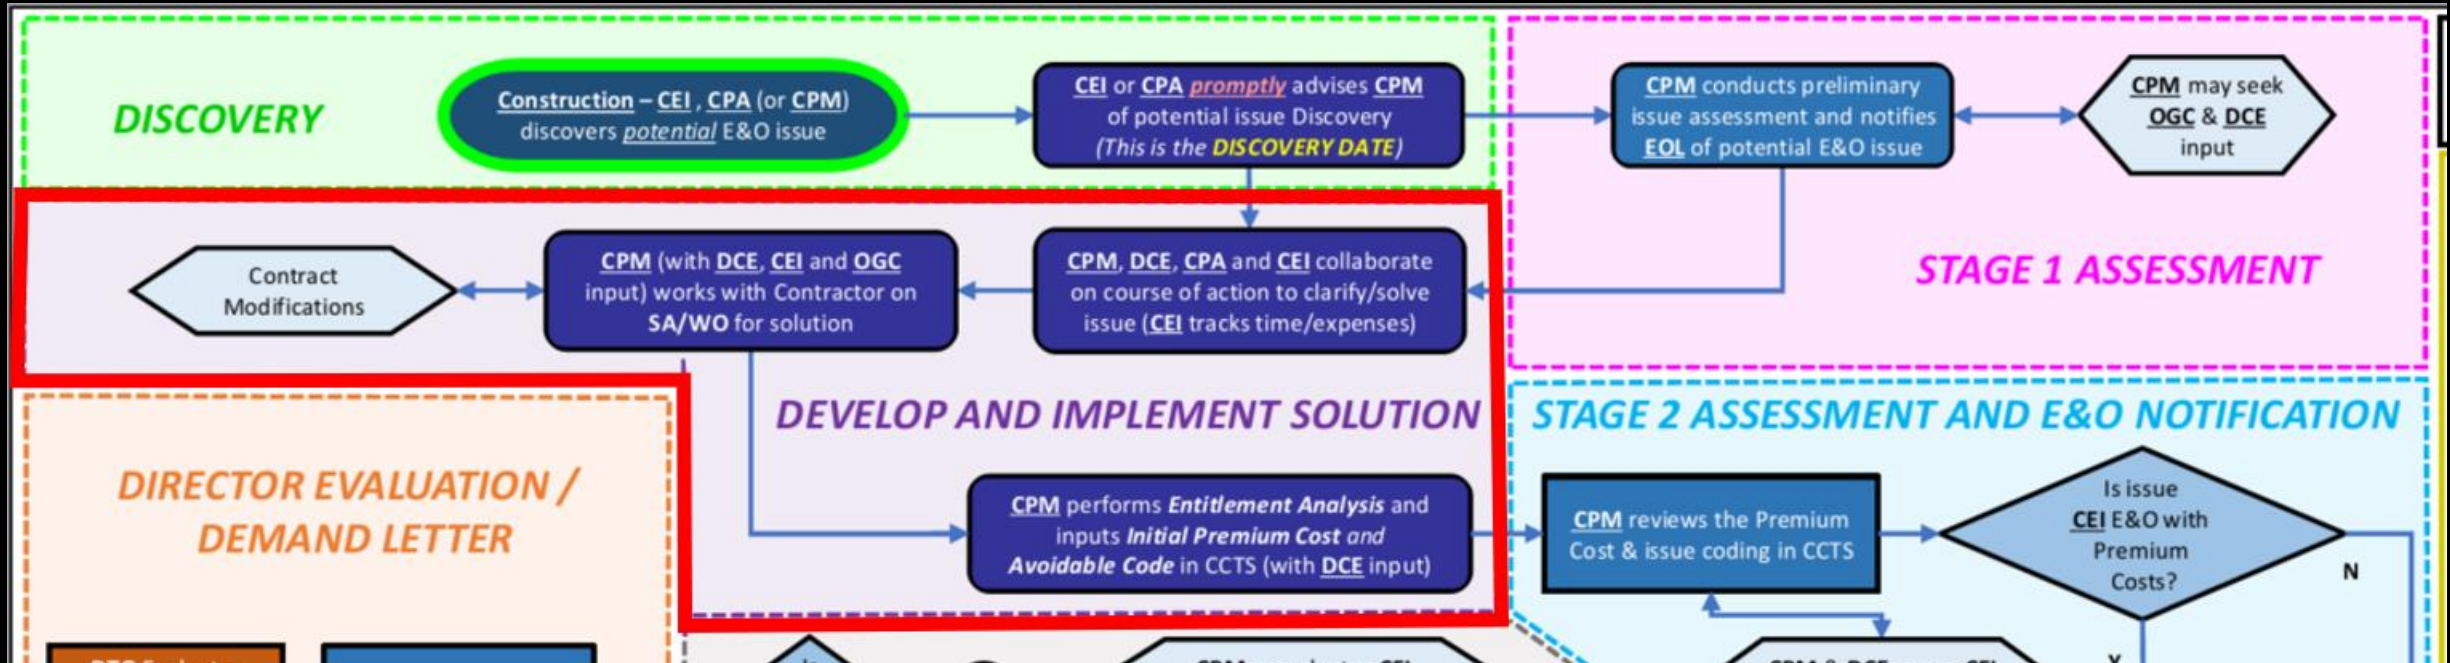 DISCOVERY
Construction – CEI , CPA (or CPM)
discovers potential E&O issue
CEI or CPA promptly advises CPM
of potential issue Discovery
(This is the DISCOVERY DATE)
CPM conducts preliminary
issue assessment and notifies
EOL of potential E&O issue
CPM may seek
OGC & DCE
input
STAGE 1 ASSESSMENT
Contract
Modifications
CPM (with DCE, CEI and OGC
input) works with Contractor on
SA/WO for solution
CPM, DCE, CPA and CEI collaborate
on course of action to clarify/solve
issue (CEI tracks time/expenses)
DEVELOP AND IMPLEMENT SOLUTION
CPM performs Entitlement Analysis and
inputs Initial Premium Cost and
Avoidable Code in CCTS (with DCE input)
STAGE 2 ASSESSMENT AND E&O NOTIFICATION
CPM reviews the Premium
Cost & issue coding in CCTS
Is issue
CEI E&O with
Premium
Costs?
N
DIRECTOR EVALUATION /
DEMAND LETTER